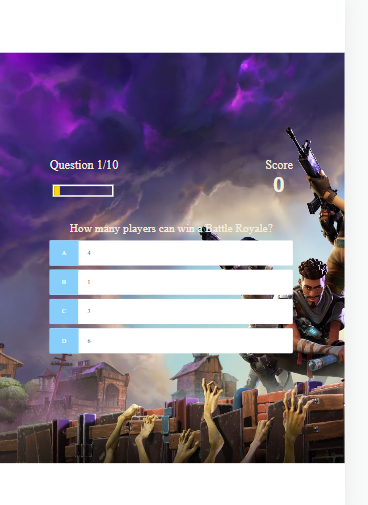 Question 1/10
Score
0
How many players can win a Battle Royale?
A 4
B 1
C 3
D 6